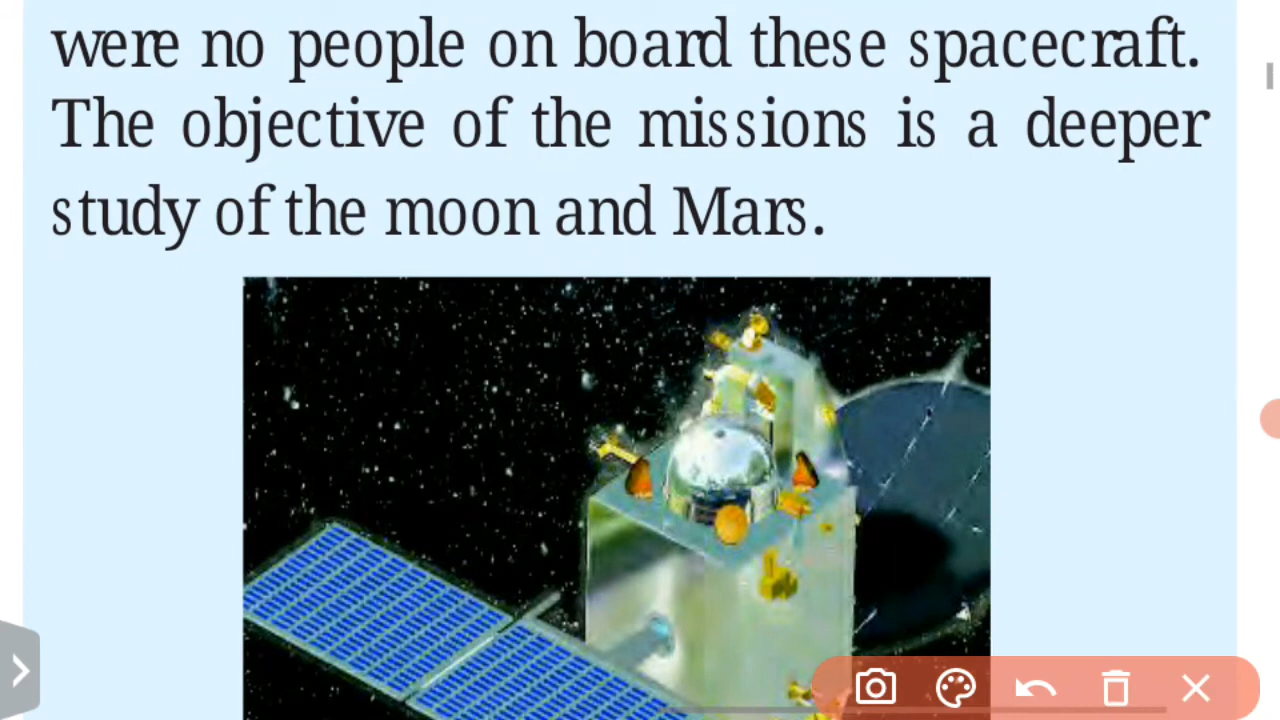 were no people on board these spacecraft.
The objective of the missions is a deeper
study of the moon and Mars.